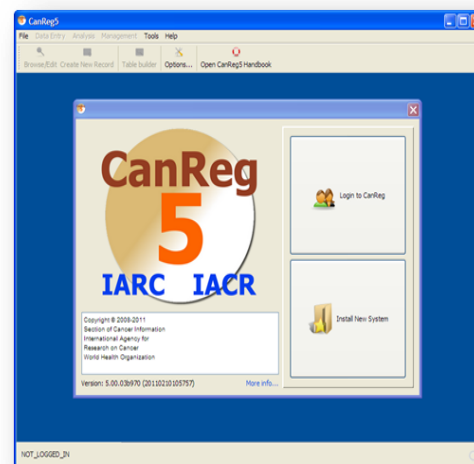 CanReg5
File Data Entry Analysis Management Tools Help
Browse/Edit Create New Record Table builder Options... Open CanReg5 Handbook
CanReg
5
IARC IACR
Login to CanReg
Install New System
Copyright © 2008-2011
Section of Cancer Information
International Agency for
Research on Cancer
World Health Organization
Version: 5.00.03b970 (20110210105757) More info...
NOT_LOGGED_IN